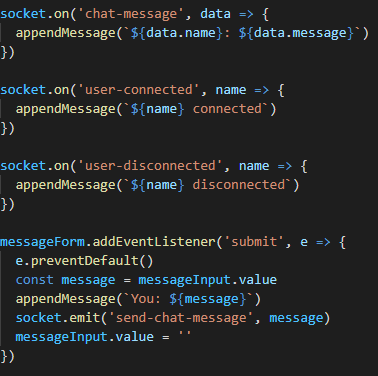 socket.on('chat-message', data => {
  appendMessage(`${data.name}: ${data.message}`)
})

socket.on('user-connected', name => {
  appendMessage(`${name} connected`)
})

socket.on('user-disconnected', name => {
  appendMessage(`${name} disconnected`)
})

messageForm.addEventListener('submit', e => {
  e.preventDefault()
  const message = messageInput.value
  appendMessage(`You: ${message}`)
  socket.emit('send-chat-message', message)
  messageInput.value = ''
})